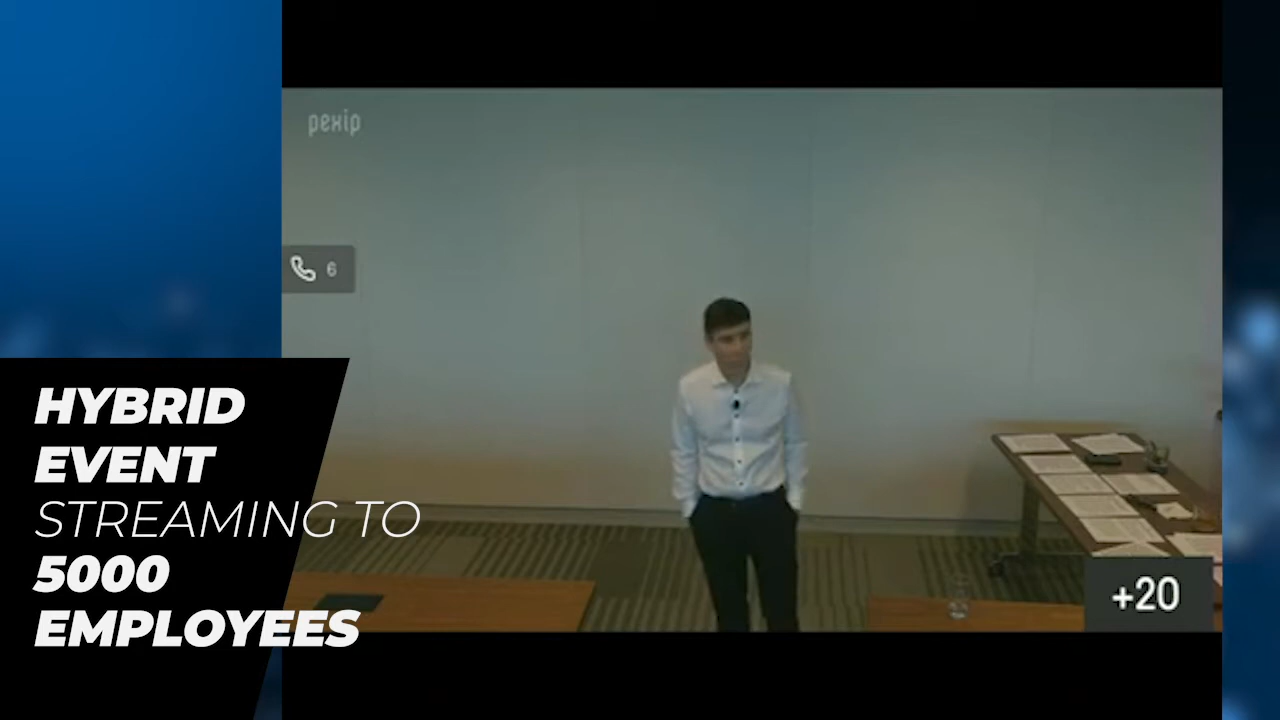 pexip
6
HYBRID
EVENT
STREAMING TO
5000
EMPLOYEES
+20